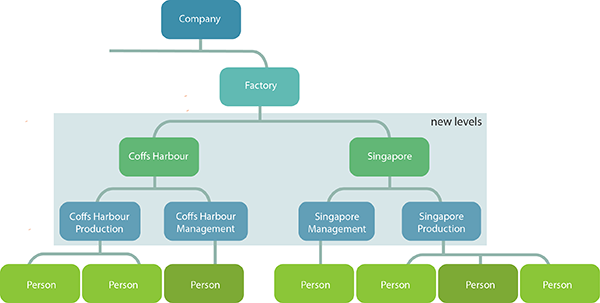 Company
Factory
new levels
Coffs Harbour
Singapore
Coffs Harbour
Production
Coffs Harbour
Management
Singapore
Management
Singapore
Production
Person
Person
Person
Person
Person
Person
Person